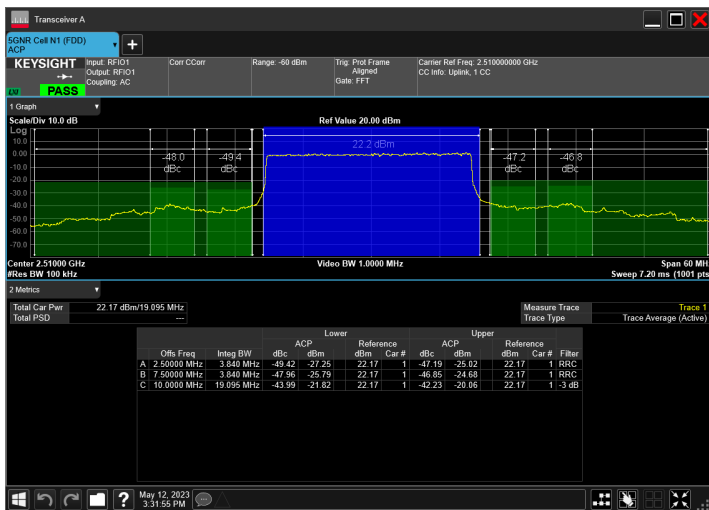 Transceiver A
5GNR Cell N1 (FDD)
ACP
KEYSIGHT
LXI
PASS
Input: RFIO1
Output: RFIO1
Coupling: AC
Corr CCorr
Range: -60 dBm
Trig: Prot Frame
Aligned
Gate: FFT
Carrier Ref Freq: 2.510000000 GHz
CC Info: Uplink, 1 CC
1 Graph
Scale/Div 10.0 dB
Ref Value 20.00 dBm
Log
10.0
0.00
-10.0
-20.0
-30.0
-40.0
-50.0
-60.0
-70.0
-48.0
dBc
-49.4
dBc
22.2 dBm
-47.2
dBc
-46.8
dBc
Center 2.51000 GHz
Video BW 1.0000 MHz
Span 60 MH
#Res BW 100 kHz
Sweep 7.20 ms (1001 pts
2 Metrics
Total Car Pwr 22.17 dBm/19.095 MHz
Total PSD ---
Measure Trace Trace 1
Trace Type Trace Average (Active)
Lower Upper
ACP Reference ACP Reference
Offs Freq Integ BW dBc dBm dBm Car # dBc dBm dBm Car # Filter
A 2.50000 MHz 3.840 MHz -49.42 -27.25 22.17 1 -47.19 -25.02 22.17 1 RRC
B 7.50000 MHz 3.840 MHz -47.96 -25.79 22.17 1 -46.85 -24.68 22.17 1 RRC
C 10.0000 MHz 19.095 MHz -43.99 -21.82 22.17 1 -42.23 -20.06 22.17 1 -3 dB
?
May 12, 2023
3:31:55 PM